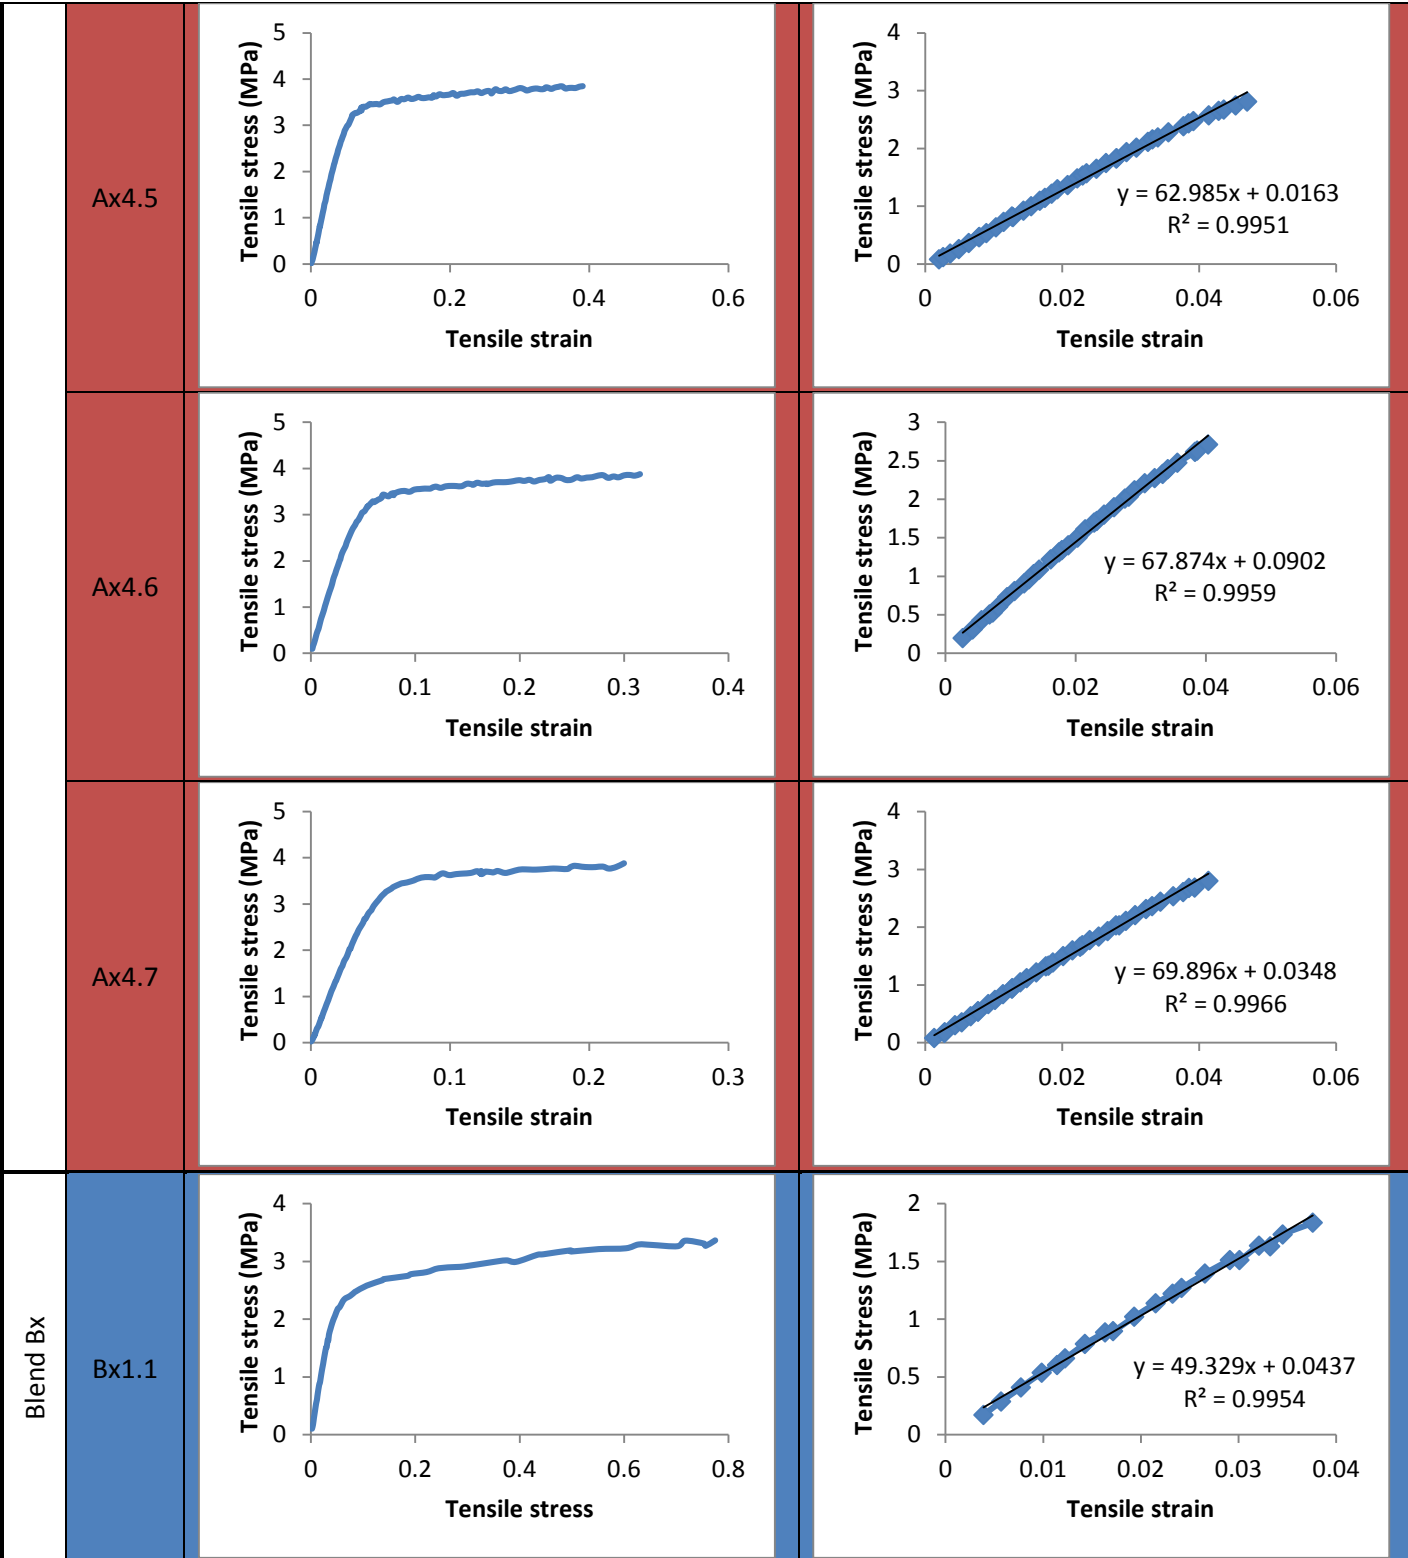 Ax4.5
Tensile stress (MPa)
5
4
3
2
1
0
0 0.2 0.4 0.6
Tensile strain
Tensile stress (MPa)
4
3
2
1
0
y = 62.985x + 0.0163
R² = 0.9951
0 0.02 0.04 0.06
Tensile strain
Ax4.6
Tensile stress (MPa)
5
4
3
2
1
0
0 0.1 0.2 0.3 0.4
Tensile strain
Tensile stress (MPa)
3
2.5
2
1.5
1
0.5
0
y = 67.874x + 0.0902
R² = 0.9959
0 0.02 0.04 0.06
Tensile strain
Ax4.7
Tensile stress (MPa)
5
4
3
2
1
0
0 0.1 0.2 0.3
Tensile strain
Tensile stress (MPa)
4
3
2
1
0
y = 69.896x + 0.0348
R² = 0.9966
0 0.02 0.04 0.06
Tensile strain
Blend Bx
Bx1.1
Tensile stress (MPa)
4
3
2
1
0
0 0.2 0.4 0.6 0.8
Tensile stress
Tensile Stress (MPa)
2
1.5
1
0.5
0
y = 49.329x + 0.0437
R² = 0.9954
0 0.01 0.02 0.03 0.04
Tensile strain